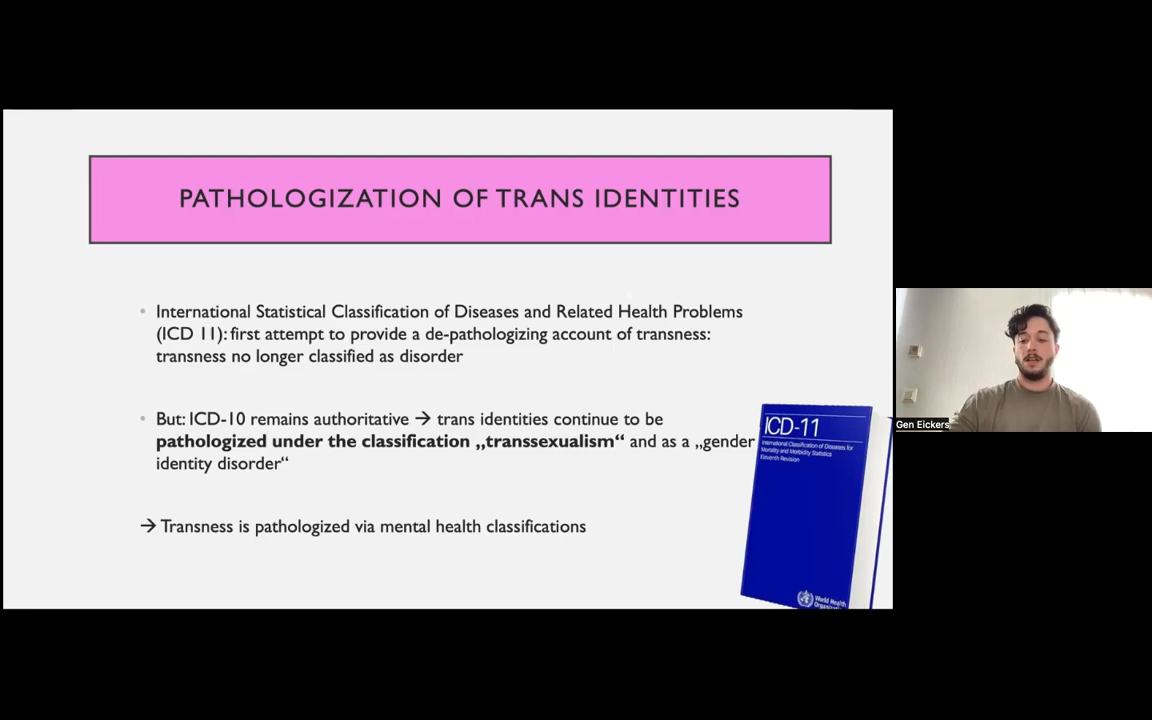 PATHOLOGIZATION OF TRANS IDENTITIES
• International Statistical Classification of Diseases and Related Health Problems
(ICD 11): first attempt to provide a de-pathologizing account of transness:
transness no longer classified as disorder
• But: ICD-10 remains authoritative → trans identities continue to be
pathologized under the classification „transsexualism“ and as a „gender
identity disorder“
→ Transness is pathologized via mental health classifications
ICD-11
International Classification of Diseases for
Mortality and Morbidity Statistics
Eleventh Revision
World Health
Gen Eickers